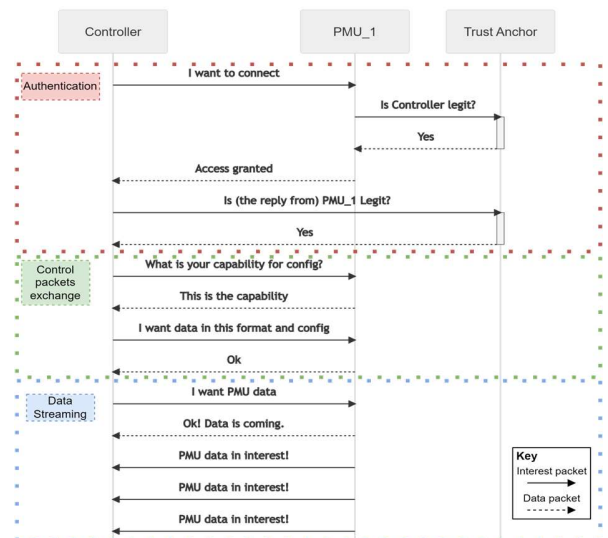 Controller
PMU_1
Trust Anchor
Authentication
I want to connect
Is Controller legit?
Yes
Access granted
Is (the reply from) PMU_1 Legit?
Yes
Control
packets
exchange
What is your capability for config?
This is the capability
I want data in this format and config
Ok
Data
Streaming
I want PMU data
Ok! Data is coming.
PMU data in interest!
PMU data in interest!
PMU data in interest!
Key
Interest packet
Data packet